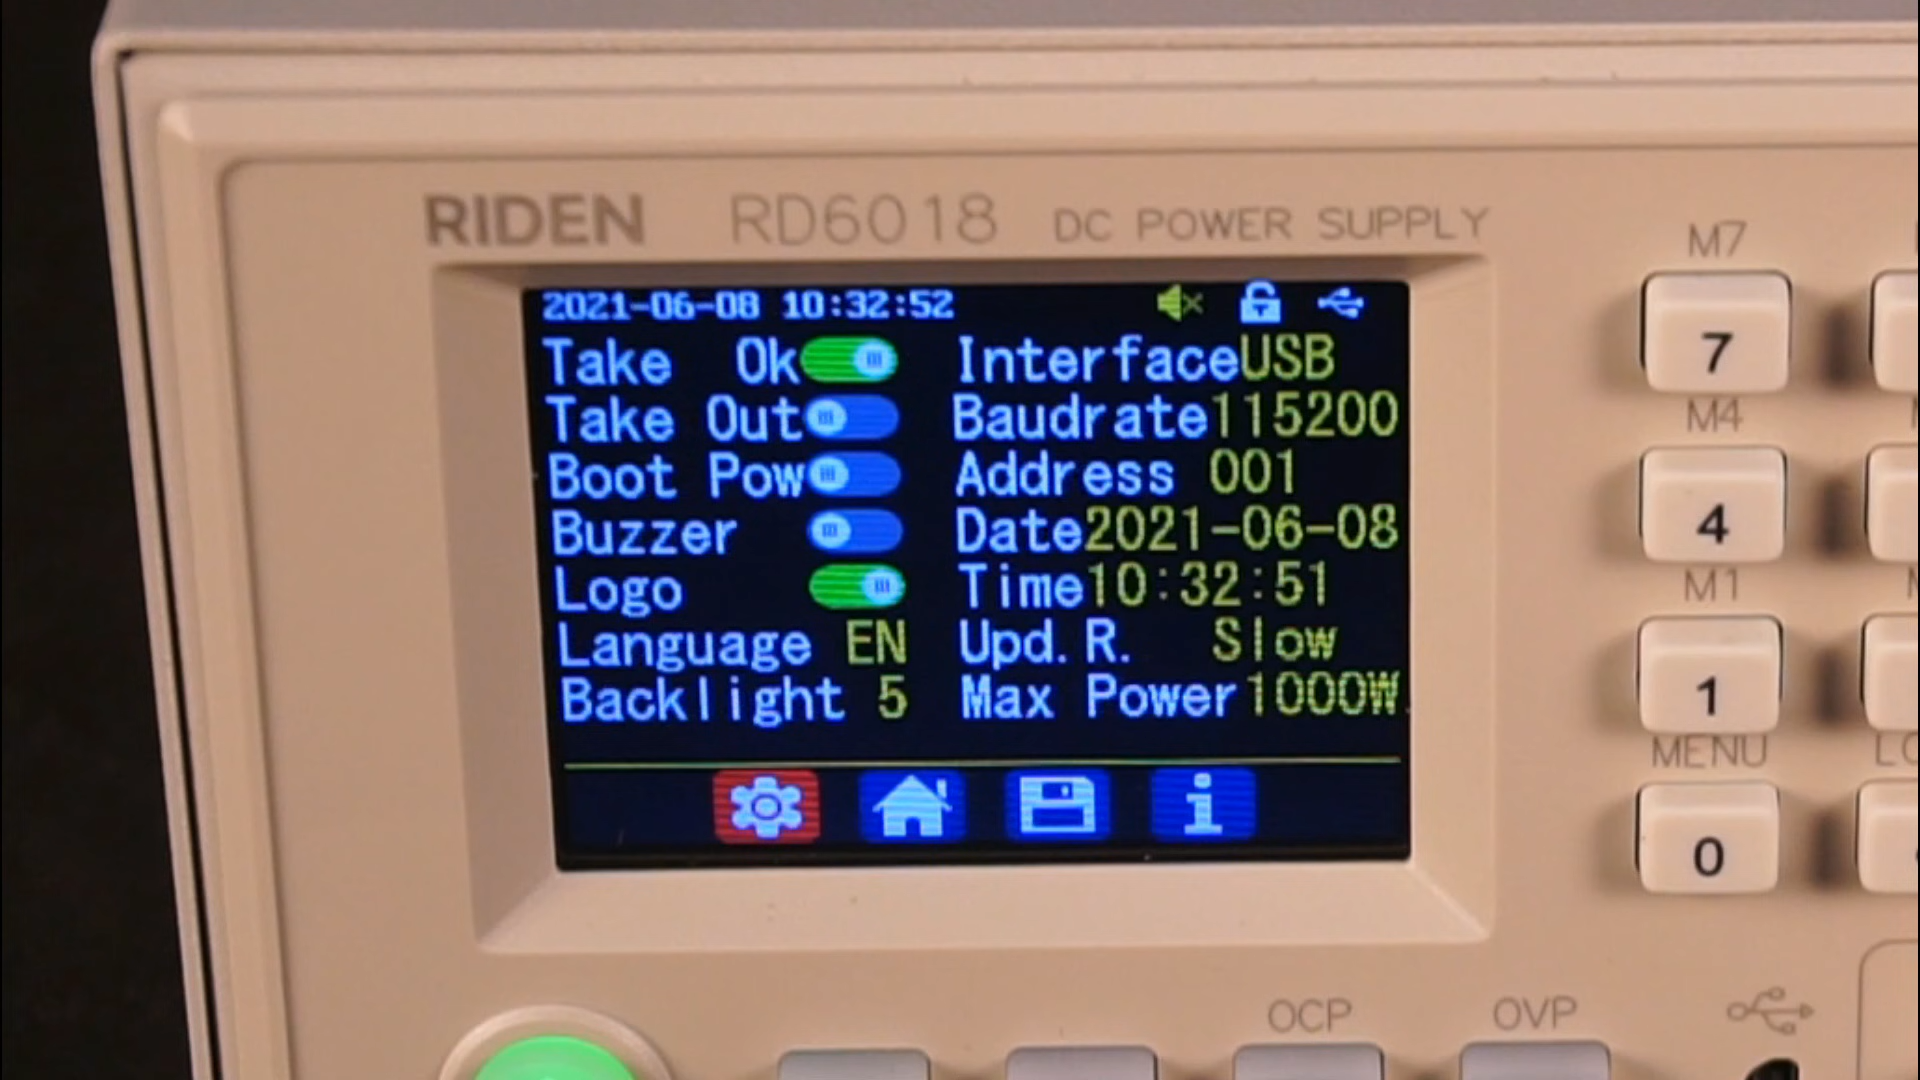 RIDEN RD6018 DC POWER SUPPLY
2021-06-08 10:32:52
Take Ok
Take Out
Boot Pow
Buzzer
Logo
Language EN
Backlight 5
Interface USB
Baudrate 115200
Address 001
Date 2021-06-08
Time 10:32:51
Upd.R. Slow
Max Power 1000W
M7
7
M4
4
M1
1
MENU
0
OCP
OVP